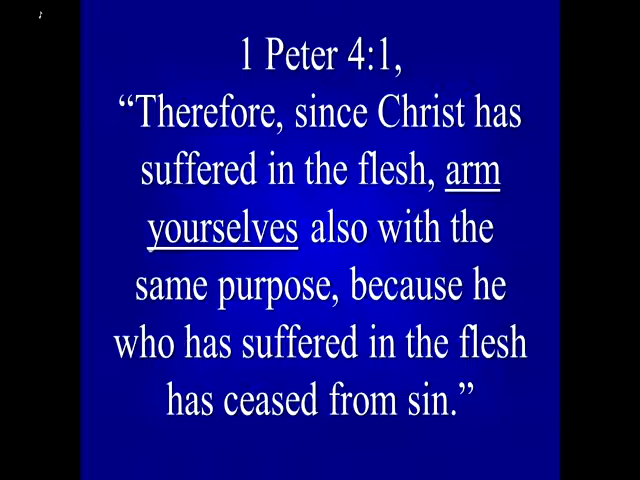 ♪
1 Peter 4:1,
“Therefore, since Christ has
suffered in the flesh, arm
yourselves also with the
same purpose, because he
who has suffered in the flesh
has ceased from sin.”